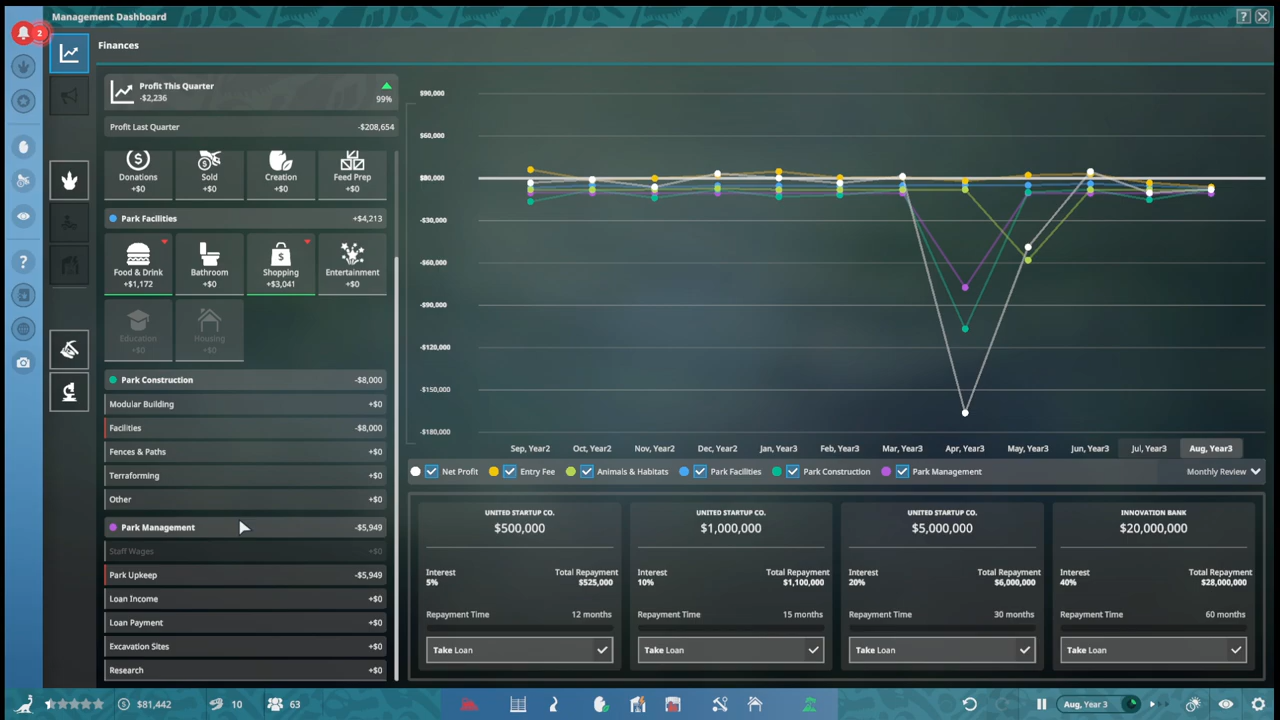 Management Dashboard
?
2
Finances
Profit This Quarter
-$2,236
99%
Profit Last Quarter -$208,654
Donations
+$0
Sold
+$0
Creation
+$0
Feed Prep
+$0
Park Facilities +$4,213
Food & Drink
+$1,172
Bathroom
+$0
Shopping
+$3,041
Entertainment
+$0
Education
+$0
Housing
+$0
Park Construction -$8,000
Modular Building +$0
Facilities -$8,000
Fences & Paths +$0
Terraforming +$0
Other +$0
Park Management -$5,949
Staff Wages +$0
Park Upkeep -$5,949
Loan Income +$0
Loan Payment +$0
Excavation Sites +$0
Research +$0
$90,000
$60,000
-$30,000
-$60,000
-$90,000
-$120,000
-$150,000
-$180,000
Sep, Year2 Oct, Year2 Nov, Year2 Dec, Year2 Jan, Year3 Feb, Year3 Mar, Year3 Apr, Year3 May, Year3 Jun, Year3 Jul, Year3 Aug, Year3
Net Profit Entry Fee Animals & Habitats Park Facilities Park Construction Park Management Monthly Review
UNITED STARTUP CO.
$500,000
Interest Total Repayment
5% $525,000
Repayment Time 12 months
Take Loan
UNITED STARTUP CO.
$1,000,000
Interest Total Repayment
10% $1,100,000
Repayment Time 15 months
Take Loan
UNITED STARTUP CO.
$5,000,000
Interest Total Repayment
20% $6,000,000
Repayment Time 30 months
Take Loan
INNOVATION BANK
$20,000,000
Interest Total Repayment
40% $28,000,000
Repayment Time 60 months
Take Loan
?
$81,442 10 63
Aug, Year 3